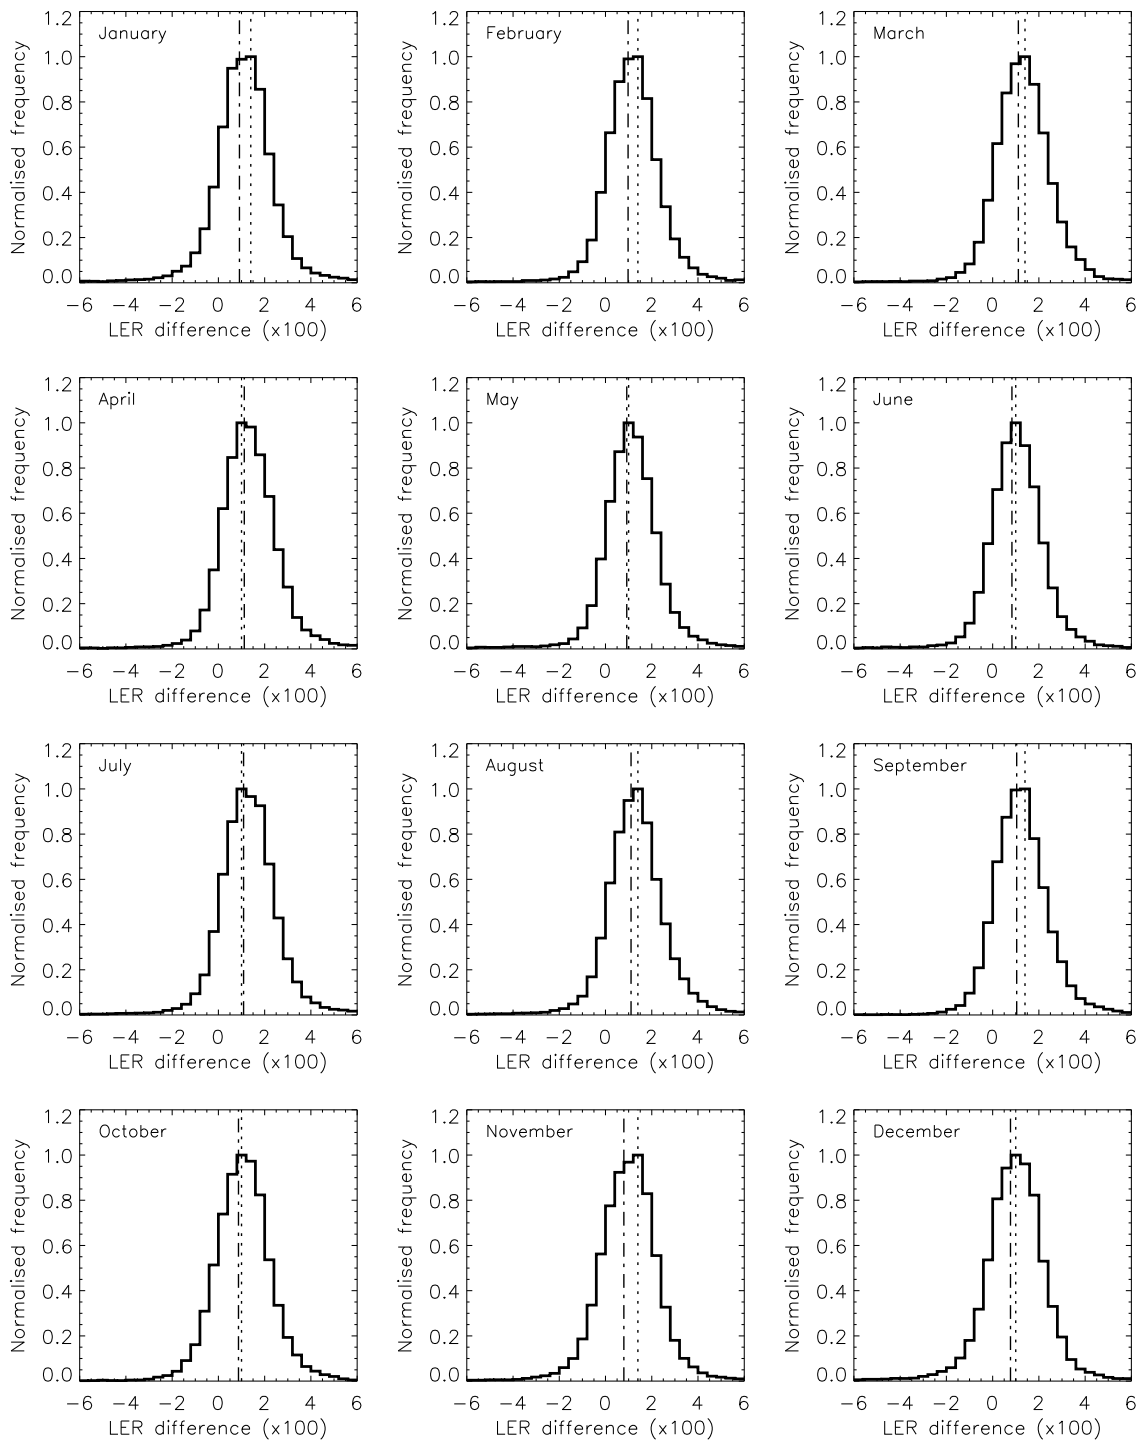 January
Normalised frequency
1.2
1.0
0.8
0.6
0.4
0.2
0.0
−6 −4 −2 0 2 4 6
LER difference (x100)
February
Normalised frequency
1.2
1.0
0.8
0.6
0.4
0.2
0.0
−6 −4 −2 0 2 4 6
LER difference (x100)
March
Normalised frequency
1.2
1.0
0.8
0.6
0.4
0.2
0.0
−6 −4 −2 0 2 4 6
LER difference (x100)
April
Normalised frequency
1.2
1.0
0.8
0.6
0.4
0.2
0.0
−6 −4 −2 0 2 4 6
LER difference (x100)
May
Normalised frequency
1.2
1.0
0.8
0.6
0.4
0.2
0.0
−6 −4 −2 0 2 4 6
LER difference (x100)
June
Normalised frequency
1.2
1.0
0.8
0.6
0.4
0.2
0.0
−6 −4 −2 0 2 4 6
LER difference (x100)
July
Normalised frequency
1.2
1.0
0.8
0.6
0.4
0.2
0.0
−6 −4 −2 0 2 4 6
LER difference (x100)
August
Normalised frequency
1.2
1.0
0.8
0.6
0.4
0.2
0.0
−6 −4 −2 0 2 4 6
LER difference (x100)
September
Normalised frequency
1.2
1.0
0.8
0.6
0.4
0.2
0.0
−6 −4 −2 0 2 4 6
LER difference (x100)
October
Normalised frequency
1.2
1.0
0.8
0.6
0.4
0.2
0.0
−6 −4 −2 0 2 4 6
LER difference (x100)
November
Normalised frequency
1.2
1.0
0.8
0.6
0.4
0.2
0.0
−6 −4 −2 0 2 4 6
LER difference (x100)
December
Normalised frequency
1.2
1.0
0.8
0.6
0.4
0.2
0.0
−6 −4 −2 0 2 4 6
LER difference (x100)